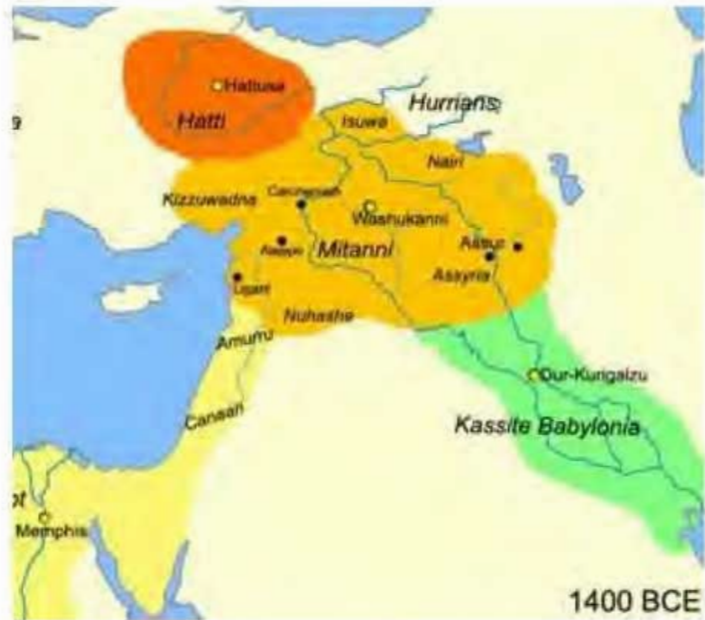 Hattusa
Hatti
Hurrians
a
Isuwa
Nairi
Kizzuwadna
Carchemish
Washukanni
Aleppo
Mitanni
Assur
Assyria
Ugarit
Nuhashe
Amurru
Dur-Kurigalzu
Canaan
Kassite Babylonia
pt
Memphis
1400 BCE